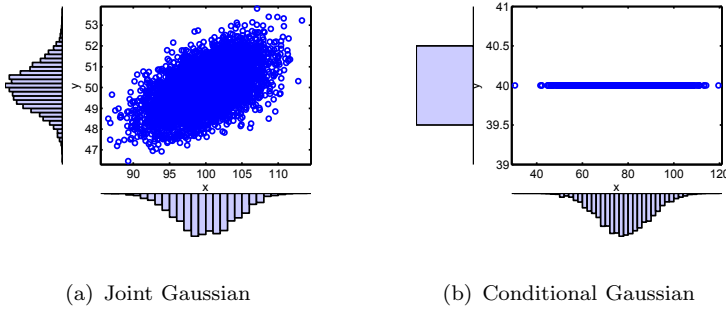 53
52
51
50
49
48
47
y
90 95 100 105 110
x
(a) Joint Gaussian
41
40.5
40
39.5
39
y
40 60 80 100 120
x
(b) Conditional Gaussian